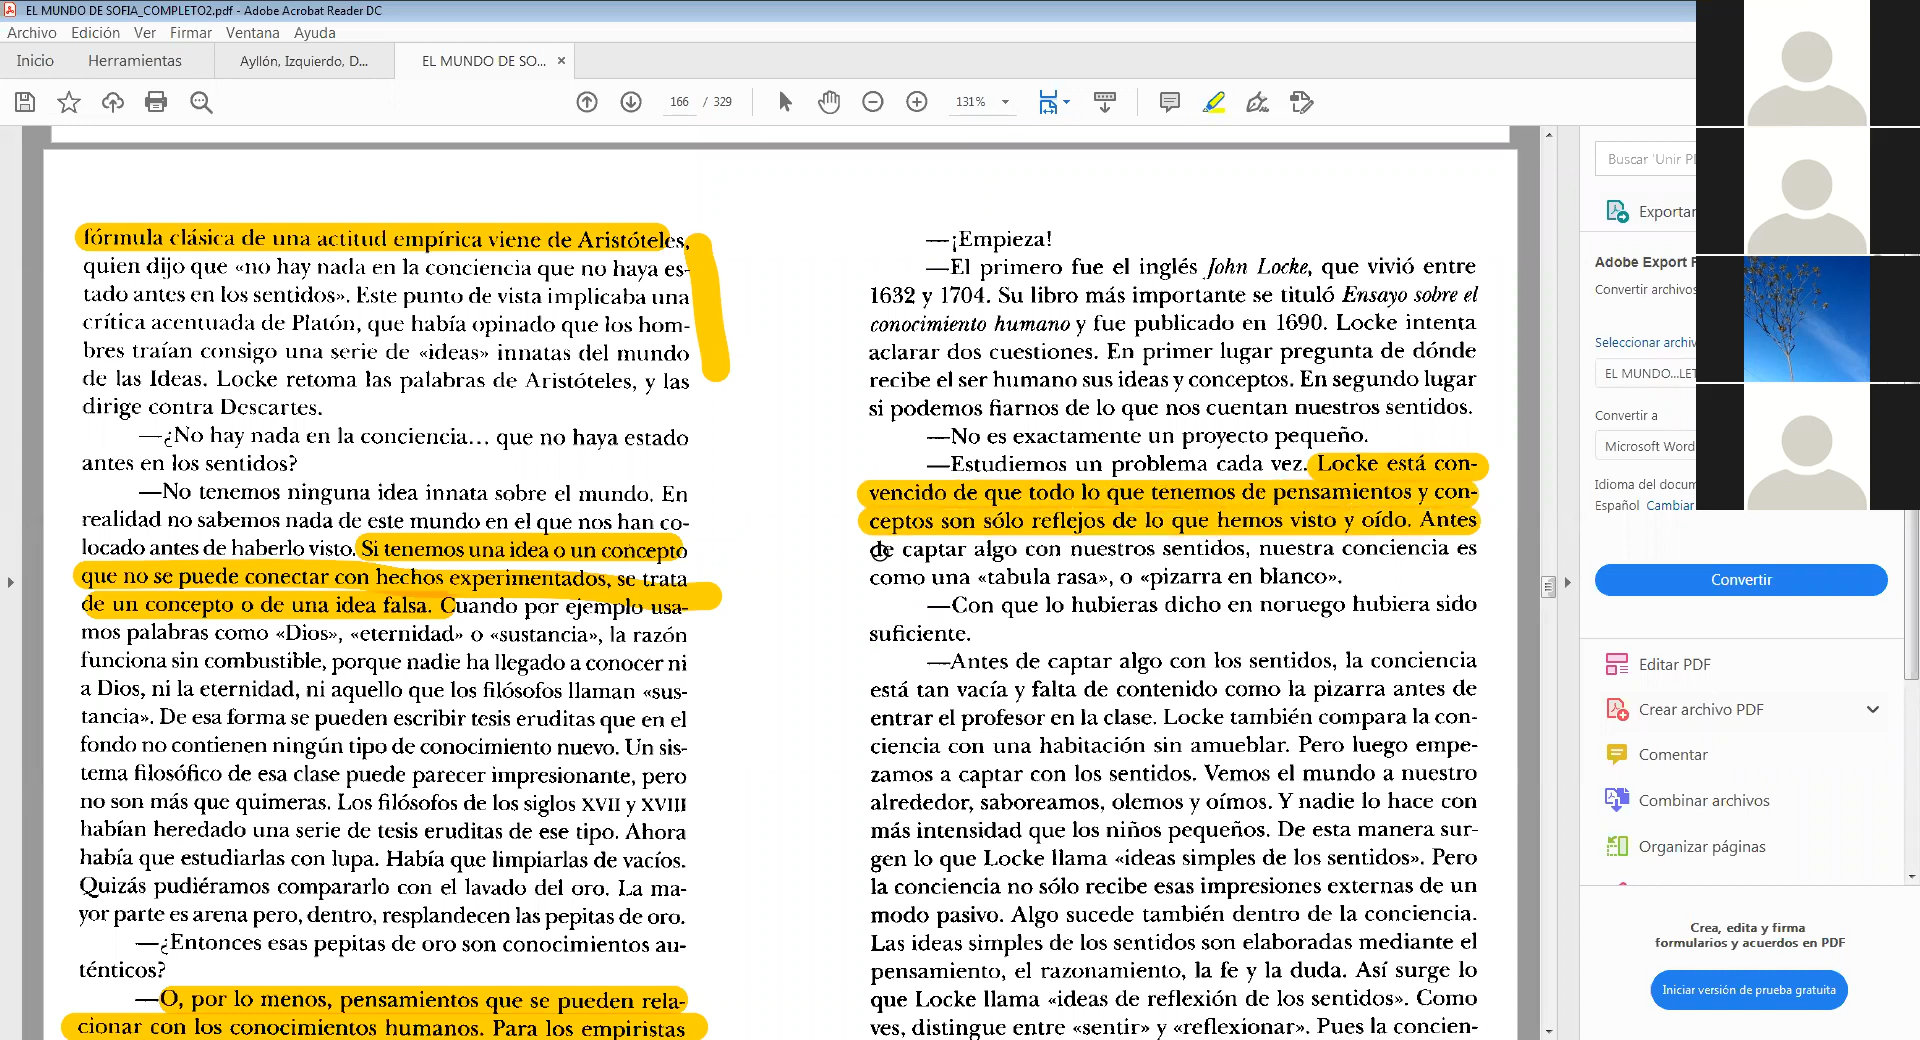 EL MUNDO DE SOFIA_COMPLETO2.pdf - Adobe Acrobat Reader DC
Archivo Edición Ver Firmar Ventana Ayuda
Inicio Herramientas Ayllón, Izquierdo, D... EL MUNDO DE SO... ×
166 / 329 131%
fórmula clásica de una actitud empírica viene de Aristóteles,
quien dijo que «no hay nada en la conciencia que no haya es-
tado antes en los sentidos». Este punto de vista implicaba una
crítica acentuada de Platón, que había opinado que los hom-
bres traían consigo una serie de «ideas» innatas del mundo
de las Ideas. Locke retoma las palabras de Aristóteles, y las
dirige contra Descartes.
—¿No hay nada en la conciencia... que no haya estado
antes en los sentidos?
—No tenemos ninguna idea innata sobre el mundo. En
realidad no sabemos nada de este mundo en el que nos han co-
locado antes de haberlo visto. Si tenemos una idea o un concepto
que no se puede conectar con hechos experimentados, se trata
de un concepto o de una idea falsa. Cuando por ejemplo usa-
mos palabras como «Dios», «eternidad» o «sustancia», la razón
funciona sin combustible, porque nadie ha llegado a conocer ni
a Dios, ni la eternidad, ni aquello que los filósofos llaman «sus-
tancia». De esa forma se pueden escribir tesis eruditas que en el
fondo no contienen ningún tipo de conocimiento nuevo. Un sis-
tema filosófico de esa clase puede parecer impresionante, pero
no son más que quimeras. Los filósofos de los siglos XVII y XVIII
habían heredado una serie de tesis eruditas de ese tipo. Ahora
había que estudiarlas con lupa. Había que limpiarlas de vacíos.
Quizás pudiéramos compararlo con el lavado del oro. La ma-
yor parte es arena pero, dentro, resplandecen las pepitas de oro.
—¿Entonces esas pepitas de oro son conocimientos au-
ténticos?
—O, por lo menos, pensamientos que se pueden rela-
cionar con los conocimientos humanos. Para los empiristas
—¡Empieza!
—El primero fue el inglés John Locke, que vivió entre
1632 y 1704. Su libro más importante se tituló Ensayo sobre el
conocimiento humano y fue publicado en 1690. Locke intenta
aclarar dos cuestiones. En primer lugar pregunta de dónde
recibe el ser humano sus ideas y conceptos. En segundo lugar
si podemos fiarnos de lo que nos cuentan nuestros sentidos.
—No es exactamente un proyecto pequeño.
—Estudiemos un problema cada vez. Locke está con-
vencido de que todo lo que tenemos de pensamientos y con-
ceptos son sólo reflejos de lo que hemos visto y oído. Antes
de captar algo con nuestros sentidos, nuestra conciencia es
como una «tabula rasa», o «pizarra en blanco».
—Con que lo hubieras dicho en noruego hubiera sido
suficiente.
—Antes de captar algo con los sentidos, la conciencia
está tan vacía y falta de contenido como la pizarra antes de
entrar el profesor en la clase. Locke también compara la con-
ciencia con una habitación sin amueblar. Pero luego empe-
zamos a captar con los sentidos. Vemos el mundo a nuestro
alrededor, saboreamos, olemos y oímos. Y nadie lo hace con
más intensidad que los niños pequeños. De esta manera sur-
gen lo que Locke llama «ideas simples de los sentidos». Pero
la conciencia no sólo recibe esas impresiones externas de un
modo pasivo. Algo sucede también dentro de la conciencia.
Las ideas simples de los sentidos son elaboradas mediante el
pensamiento, el razonamiento, la fe y la duda. Así surge lo
que Locke llama «ideas de reflexión de los sentidos». Como
ves, distingue entre «sentir» y «reflexionar». Pues la concien-
Buscar 'Unir
Exportar
Adobe Export
Convertir archivos
Seleccionar
EL MUNDO...
Convertir a
Microsoft Word
Idioma del
Español Cambiar
Convertir
Editar PDF
Crear archivo PDF
Comentar
Combinar archivos
Organizar páginas
Crea, edita y firma
formularios y acuerdos en PDF
Iniciar versión de prueba gratuita